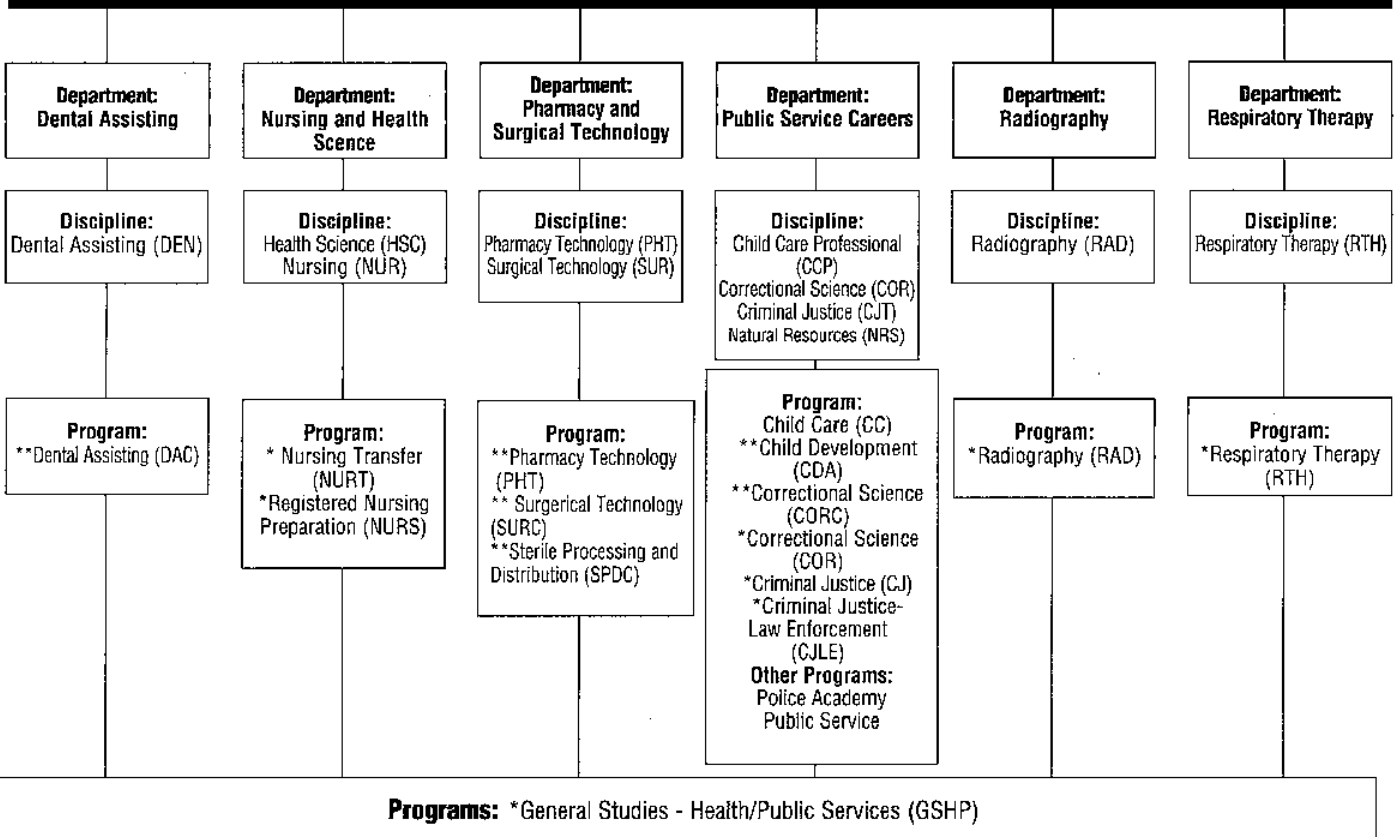 Department:
Dental Assisting
Department:
Nursing and Health
Scence
Department:
Pharmacy and
Surgical Technology
Department:
Public Service Careers
Department:
Radiography
Department:
Respiratory Therapy
Discipline:
Dental Assisting (DEN)
Discipline:
Health Science (HSC)
Nursing (NUR)
Discipline:
Pharmacy Technology (PHT)
Surgical Technology (SUR)
Discipline:
Child Care Professional
(CCP)
Correctional Science (COR)
Criminal Justice (CJT)
Natural Resources (NRS)
Discipline:
Radiography (RAD)
Discipline:
Respiratory Therapy (RTH)
Program:
**Dental Assisting (DAC)
Program:
* Nursing Transfer
(NURT)
*Registered Nursing
Preparation (NURS)
Program:
**Pharmacy Technology
(PHT)
** Surgerical Technology
(SURC)
**Sterile Processing and
Distribution (SPDC)
Program:
Child Care (CC)
**Child Development
(CDA)
**Correctional Science
(CORC)
*Correctional Science
(COR)
*Criminal Justice (CJ)
*Criminal Justice-
Law Enforcement
(CJLE)
Other Programs:
Police Academy
Public Service
Program:
*Radiography (RAD)
Program:
*Respiratory Therapy
(RTH)
Programs: *General Studies - Health/Public Services (GSHP)